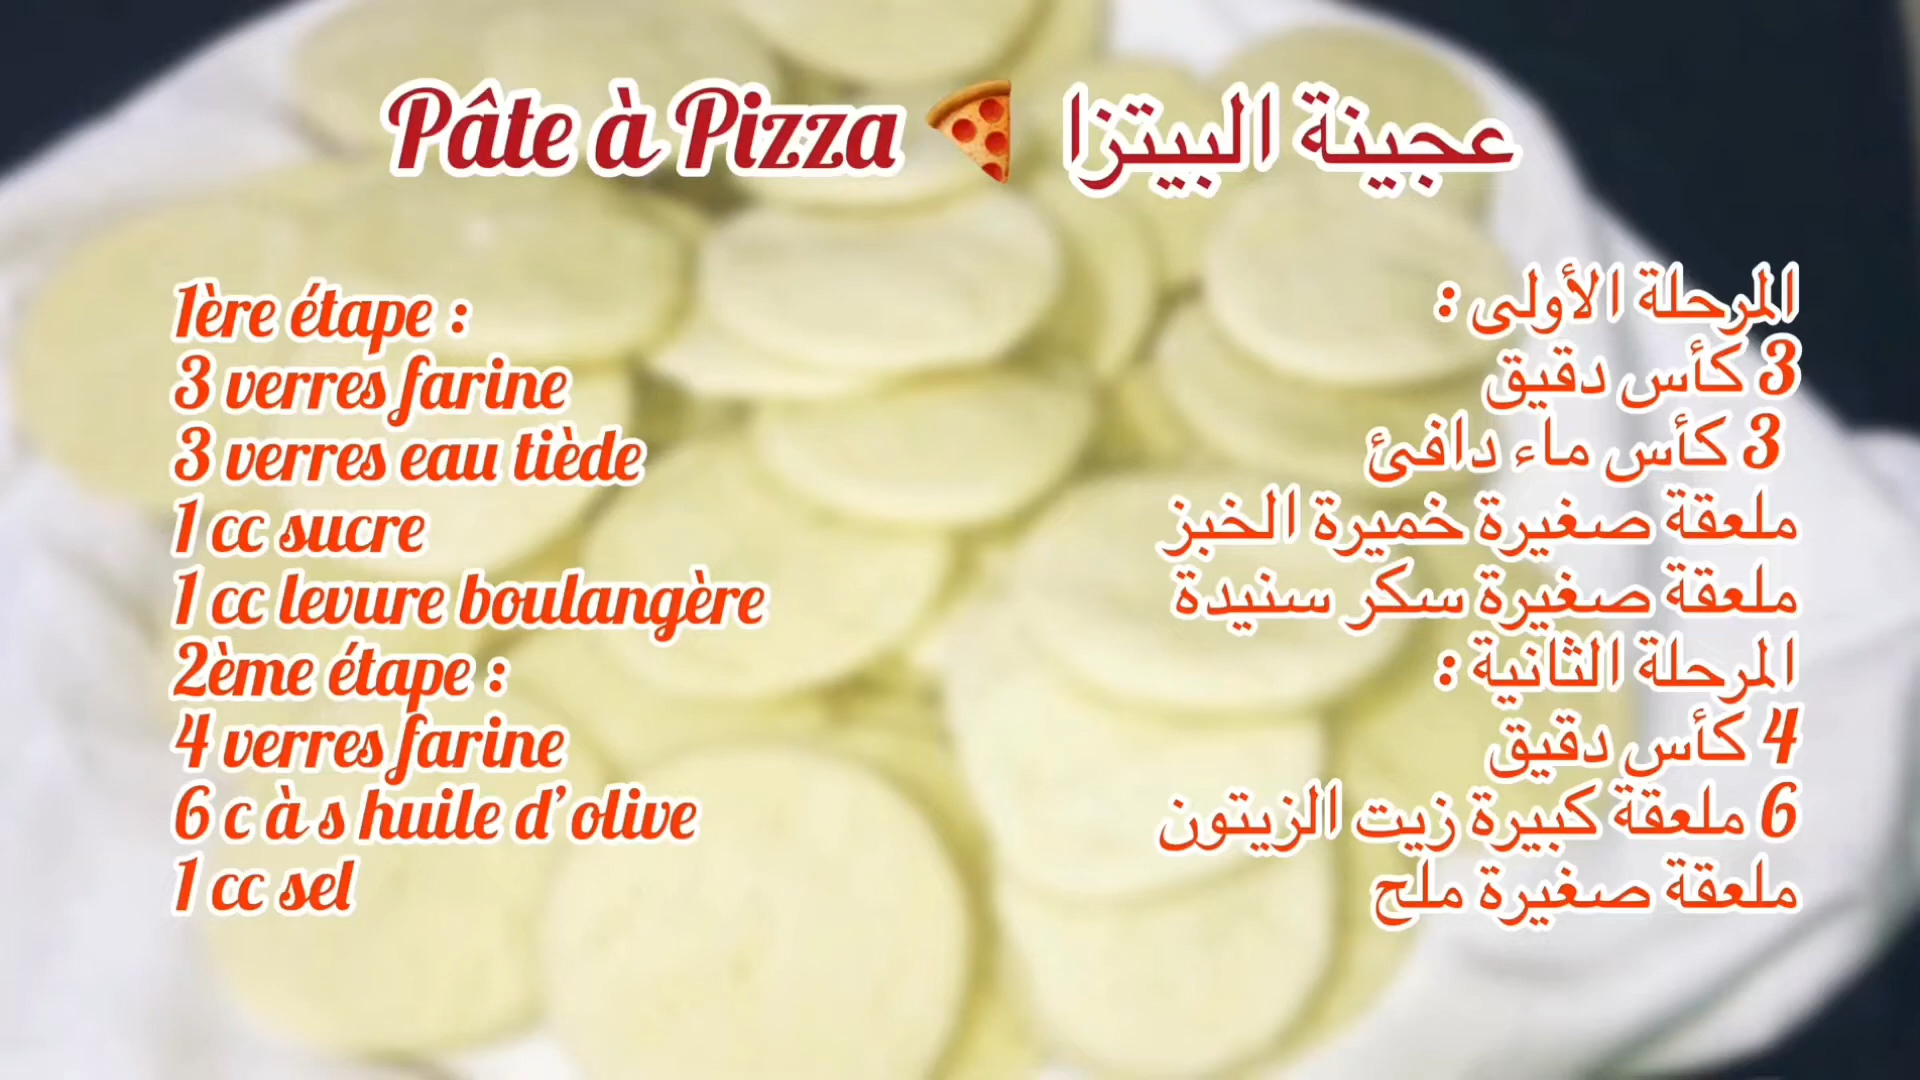 Pâte à Pizza 🍕 عجينة البيتزا
1ère étape :
3 verres farine
3 verres eau tiède
1 cc sucre
1 cc levure boulangère
2ème étape :
4 verres farine
6 c à s huile d'olive
1 cc sel
المرحلة الأولى :
3 كأس دقيق
3 كأس ماء دافئ
ملعقة صغيرة خميرة الخبز
ملعقة صغيرة سكر سنيدة
المرحلة الثانية :
4 كأس دقيق
6 ملعقة كبيرة زيت الزيتون
ملعقة صغيرة ملح